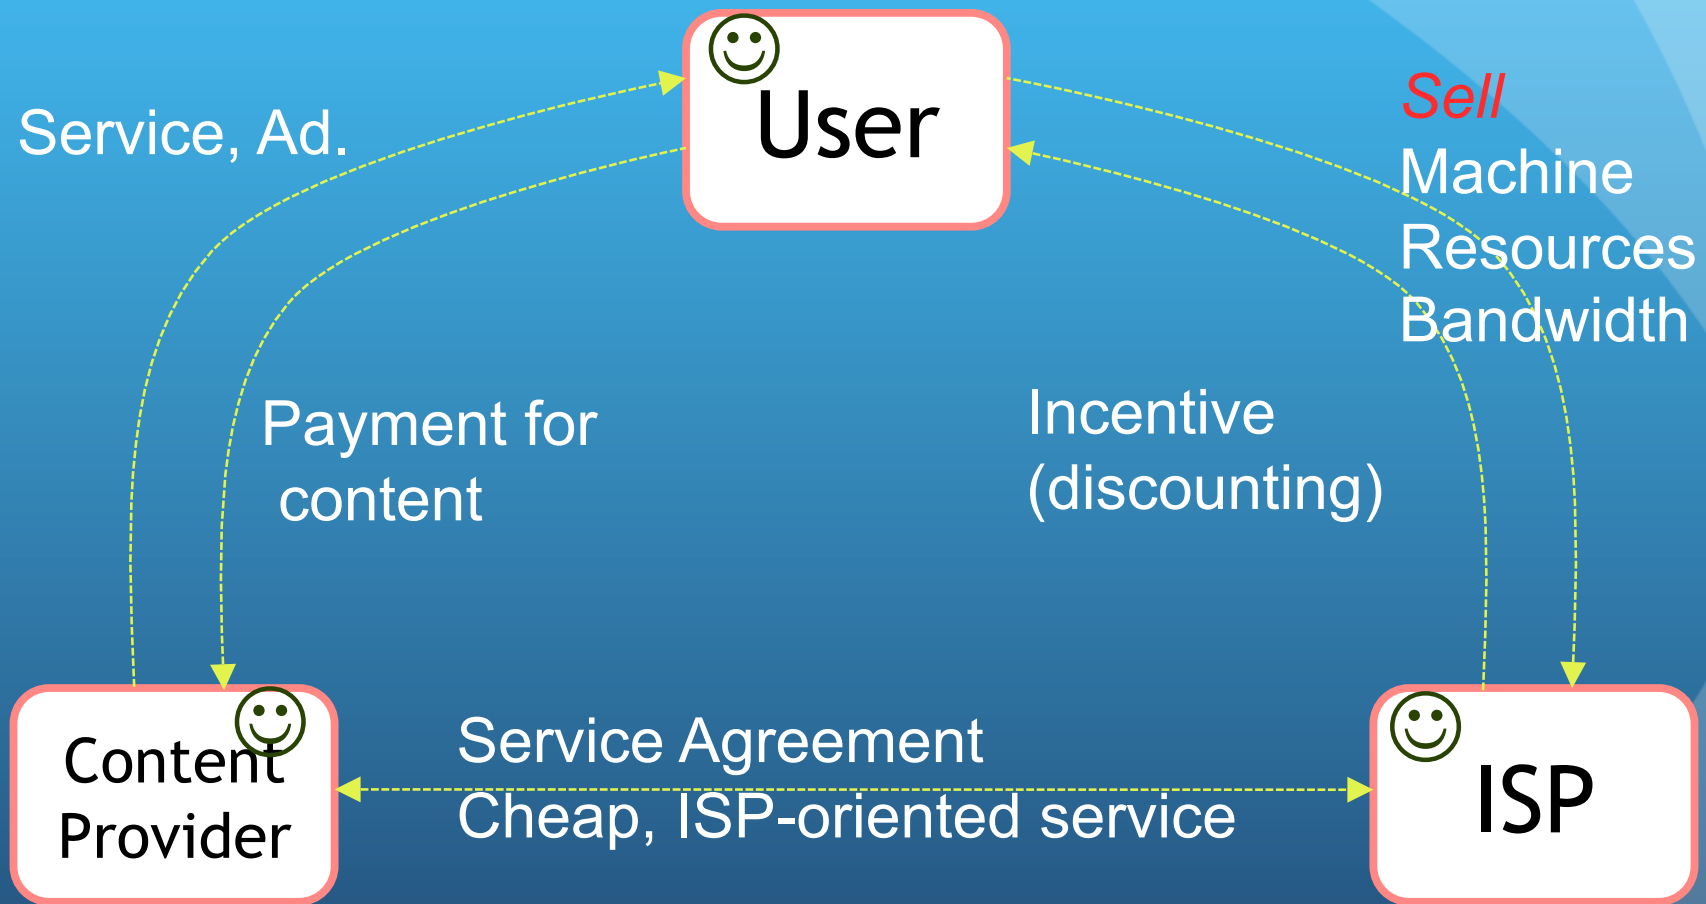 User
Service, Ad.
Sell
Machine
Resources
Bandwidth
Payment for
content
Incentive
(discounting)
Content
Provider
Service Agreement
Cheap, ISP-oriented service
ISP